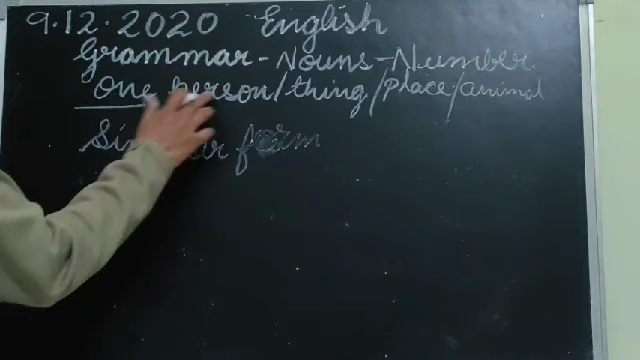 9.12.2020 English
Grammar - Nouns - Number
One person/thing/place/animal
form